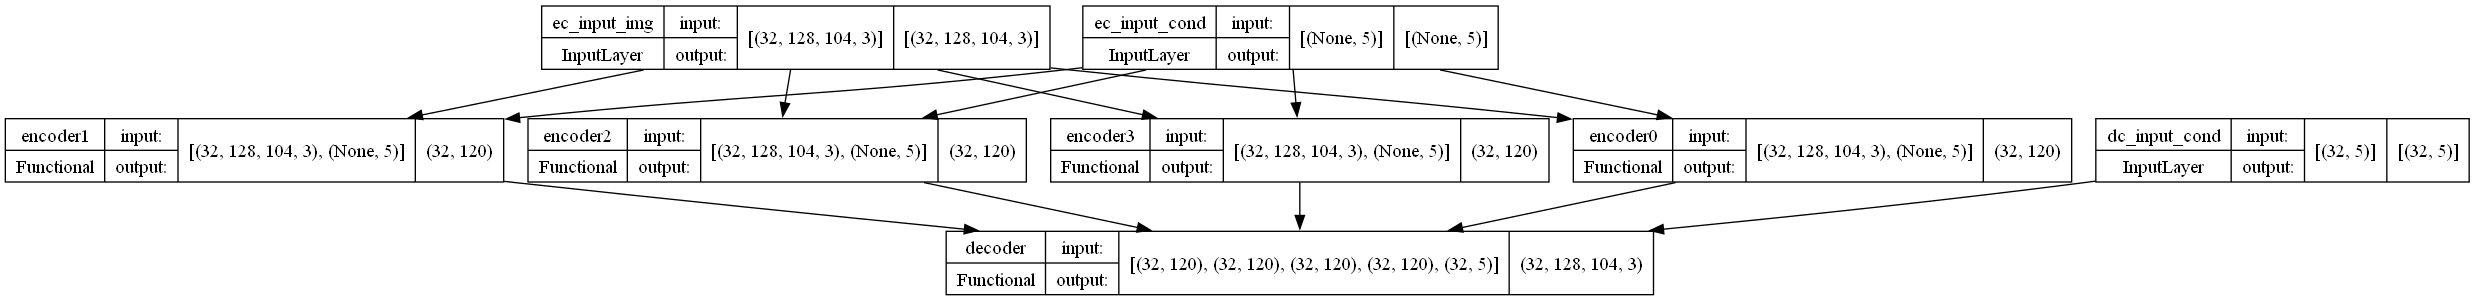 ec_input_img input: [(32, 128, 104, 3)] [(32, 128, 104, 3)]
InputLayer output:
ec_input_cond input: [(None, 5)] [(None, 5)]
InputLayer output:
encoder1 input: [(32, 128, 104, 3), (None, 5)] (32, 120)
Functional output:
encoder2 input: [(32, 128, 104, 3), (None, 5)] (32, 120)
Functional output:
encoder3 input: [(32, 128, 104, 3), (None, 5)] (32, 120)
Functional output:
encoder0 input: [(32, 128, 104, 3), (None, 5)] (32, 120)
Functional output:
dc_input_cond input: [(32, 5)] [(32, 5)]
InputLayer output:
decoder input: [(32, 120), (32, 120), (32, 120), (32, 120), (32, 5)] (32, 128, 104, 3)
Functional output: